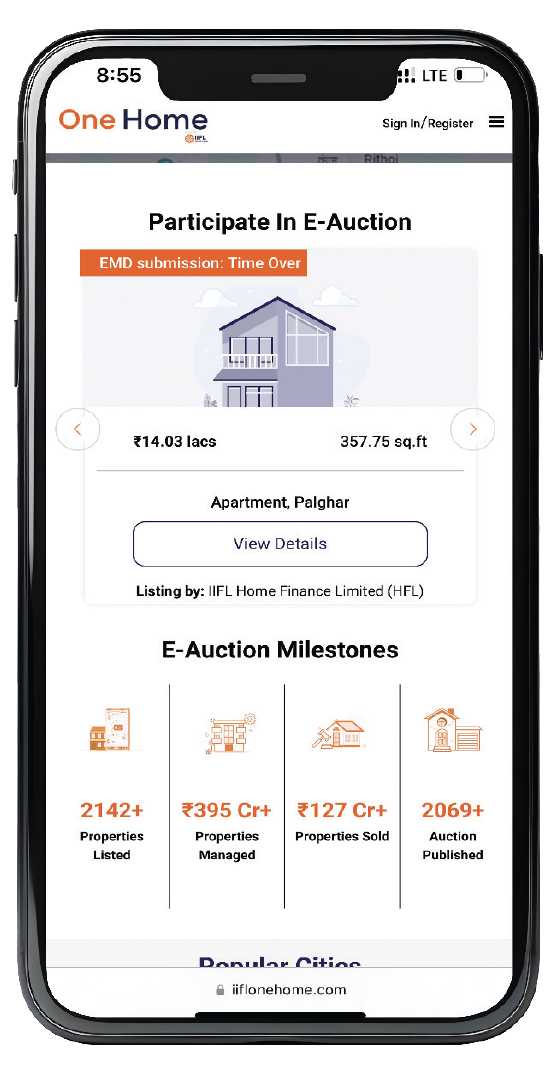 8:55
LTE
One Home
IIFL
Sign In/Register
Rithoi
Participate In E-Auction
EMD submission: Time Over
₹14.03 lacs
357.75 sq.ft
Apartment, Palghar
View Details
Listing by: IIFL Home Finance Limited (HFL)
E-Auction Milestones
2142+
Properties
Listed
₹395 Cr+
Properties
Managed
₹127 Cr+
Properties Sold
2069+
Auction
Published
Popular Cities
iiflonehome.com